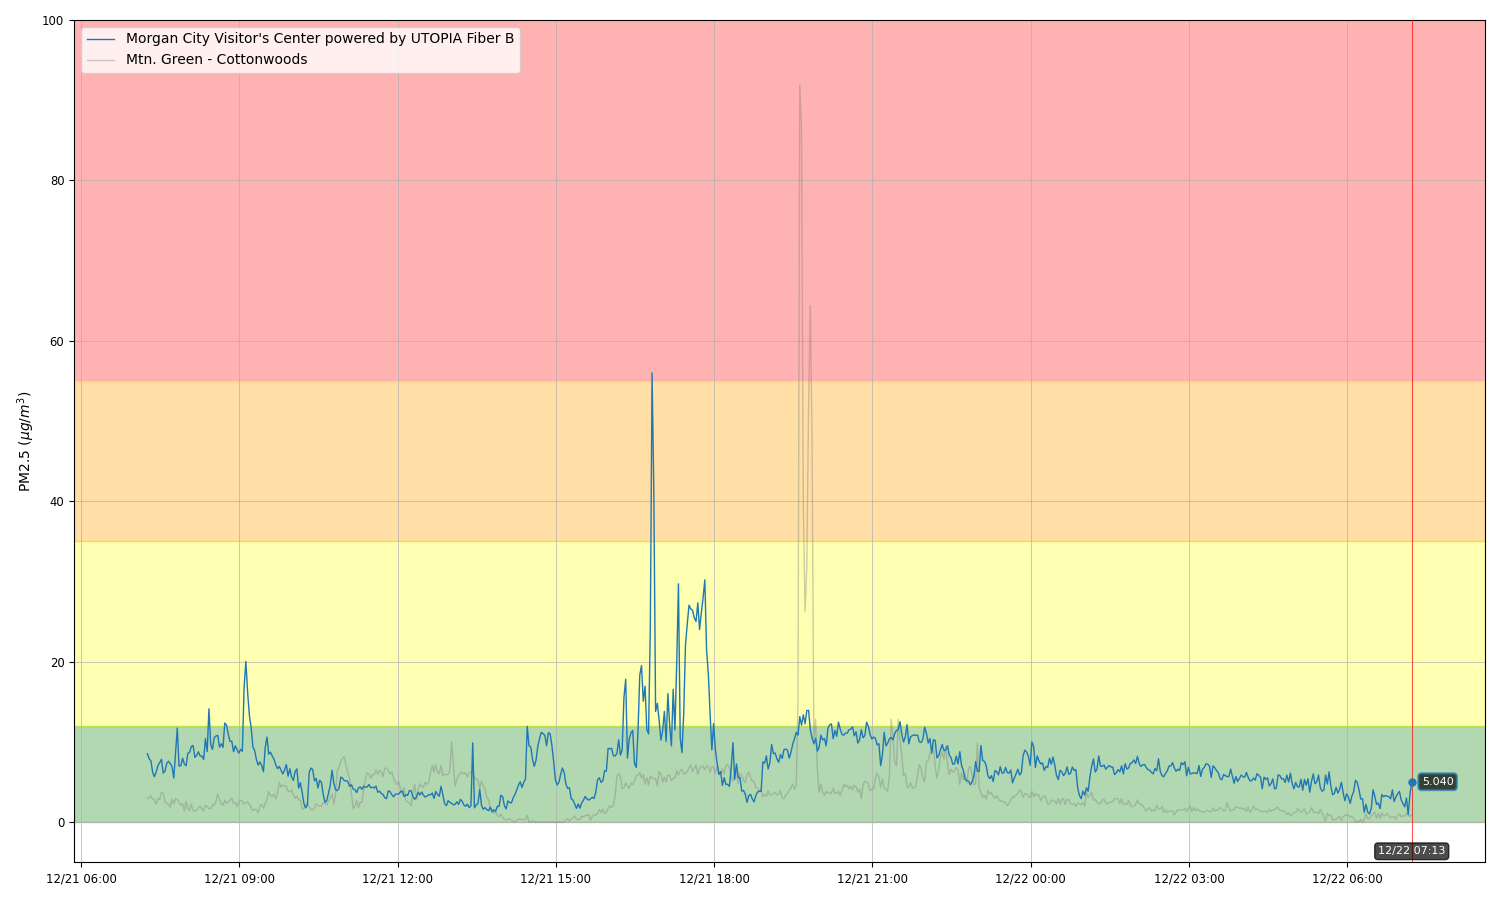 100
Morgan City Visitor's Center powered by UTOPIA Fiber B
Mtn. Green - Cottonwoods
80
60
PM2.5 (μg/m³)
40
20
5.040
0
12/22 07:13
12/21 06:00 12/21 09:00 12/21 12:00 12/21 15:00 12/21 18:00 12/21 21:00 12/22 00:00 12/22 03:00 12/22 06:00